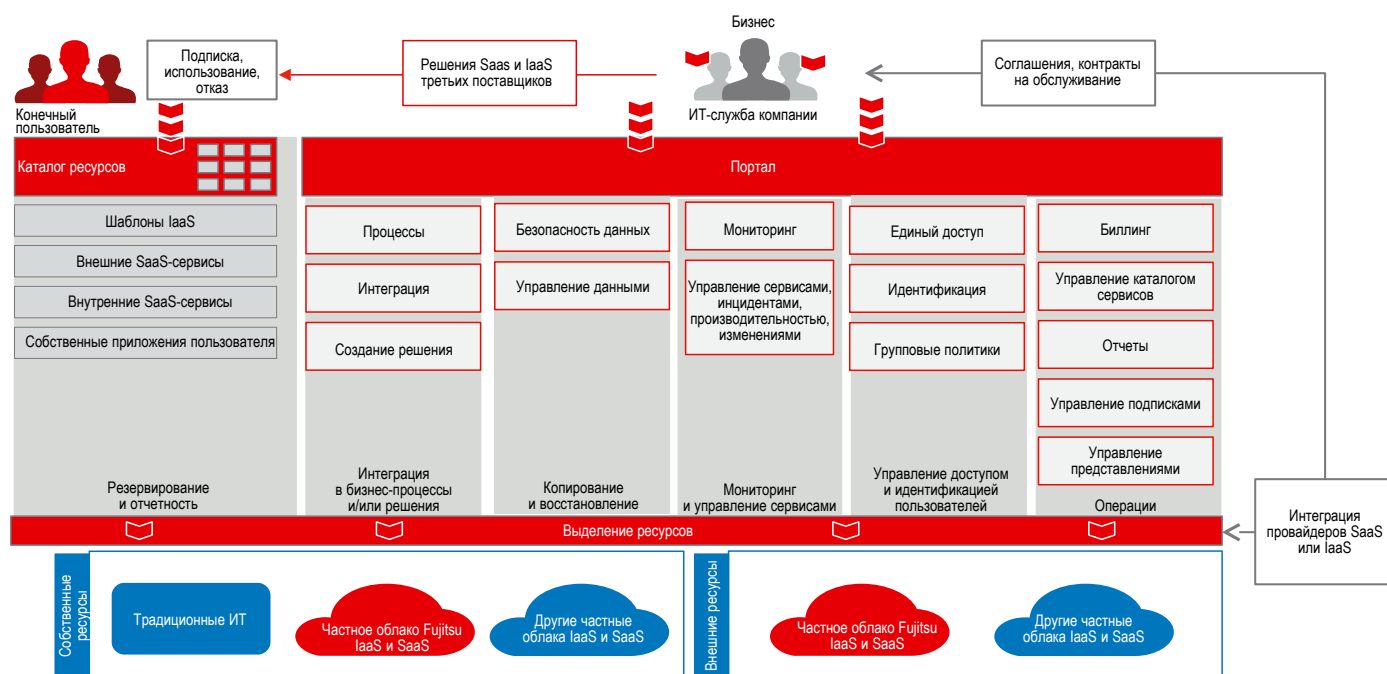 Бизнес
Конечный
пользователь
Подписка,
использование,
отказ
Решения Saas и IaaS
третьих поставщиков
ИТ-служба компании
Соглашения, контракты
на обслуживание
Каталог ресурсов
Портал
Шаблоны IaaS
Внешние SaaS-сервисы
Внутренние SaaS-сервисы
Собственные приложения пользователя
Резервирование
и отчетность
Процессы
Интеграция
Создание решения
Интеграция
в бизнес-процессы
и/или решения
Безопасность данных
Управление данными
Копирование
и восстановление
Мониторинг
Управление сервисами,
инцидентами,
производительностью,
изменениями
Мониторинг
и управление сервисами
Единый доступ
Идентификация
Групповые политики
Управление доступом
и идентификацией
пользователей
Биллинг
Управление каталогом
сервисов
Отчеты
Управление подписками
Управление
представлениями
Операции
Выделение ресурсов
Интеграция
провайдеров SaaS
или IaaS
Собственные
ресурсы
Традиционные ИТ
Частное облако Fujitsu
IaaS и SaaS
Другие частные
облака IaaS и SaaS
Внешние ресурсы
Частное облако Fujitsu
IaaS и SaaS
Другие частные
облака IaaS и SaaS